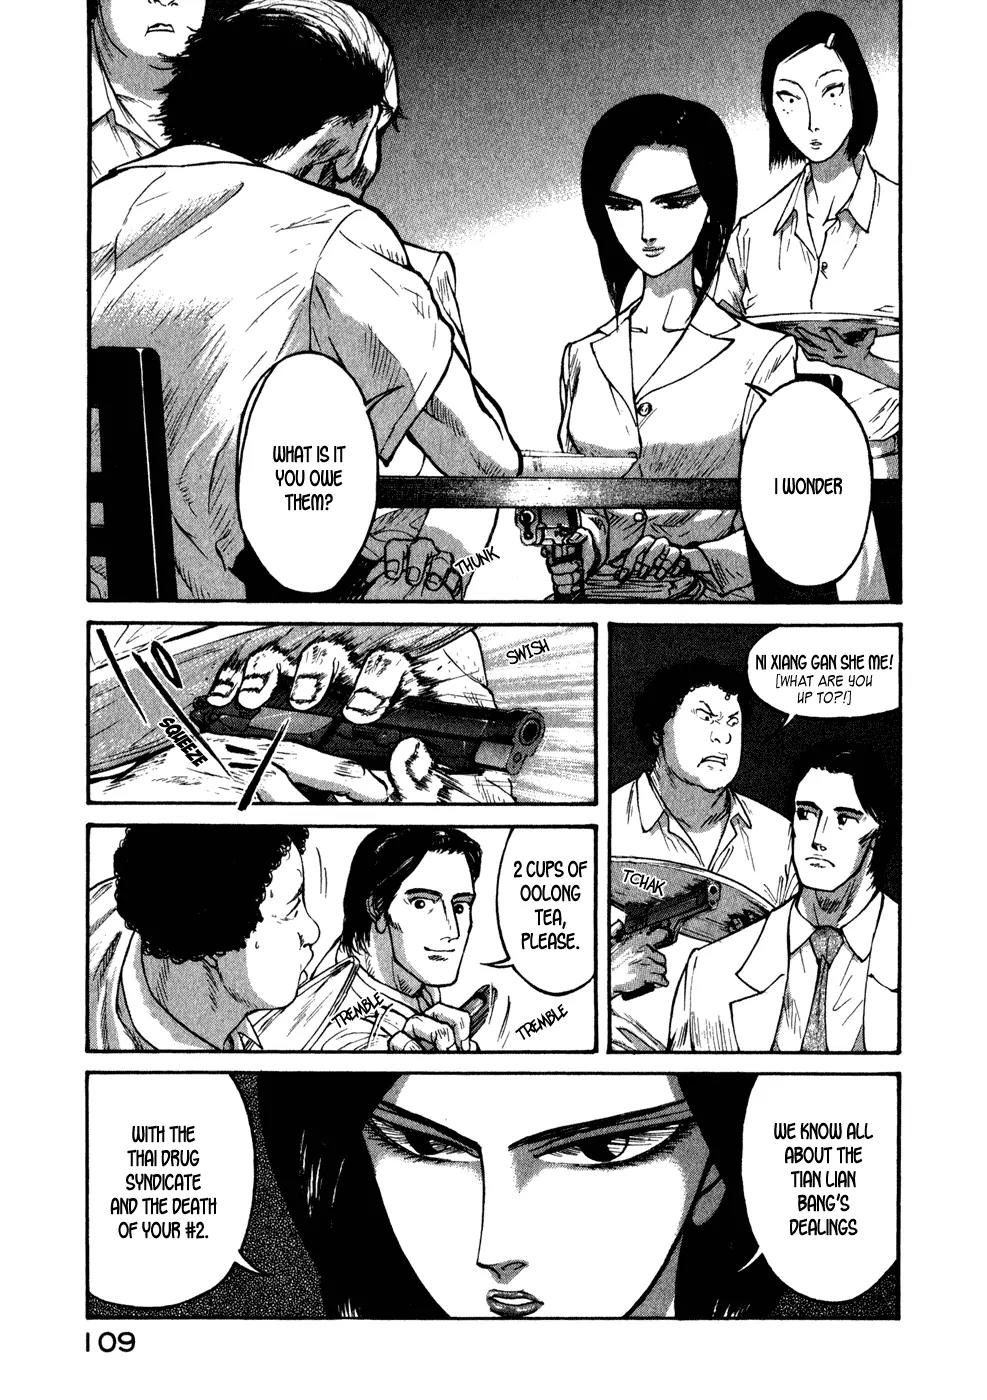 I WONDER
WHAT IS IT
YOU OWE
THEM?
THUNK
NI XIANG GAN SHE ME!
[WHAT ARE YOU
UP TO?!]
TCHAK
SWISH
SQUEEZE
2 CUPS OF
OOLONG
TEA,
PLEASE.
TREMBLE
TREMBLE
WE KNOW ALL
ABOUT THE
TIAN LIAN
BANG'S
DEALINGS
WITH THE
THAI DRUG
SYNDICATE
AND THE DEATH
OF YOUR #2.
109